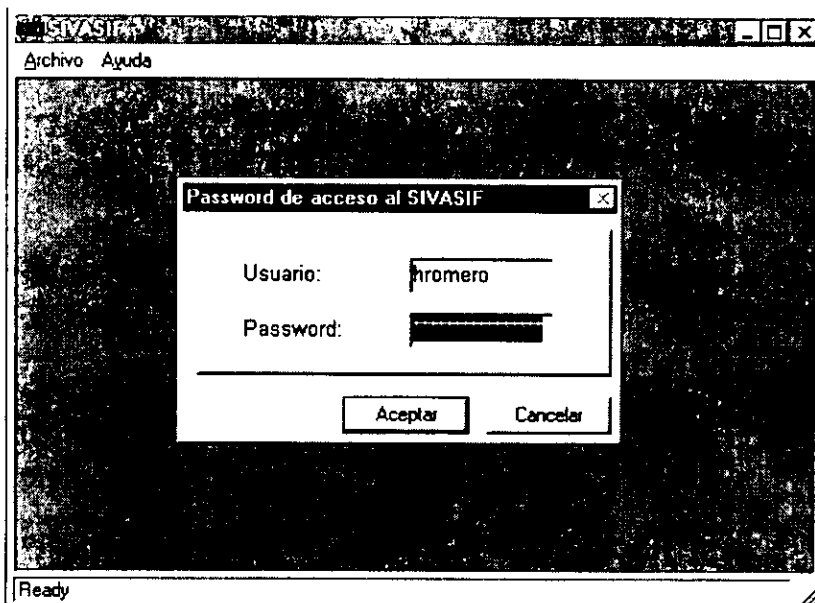 SIVASIF
Archivo Ayuda
Password de acceso al SIVASIF
Usuario: hromero
Password:
Aceptar Cancelar
Ready